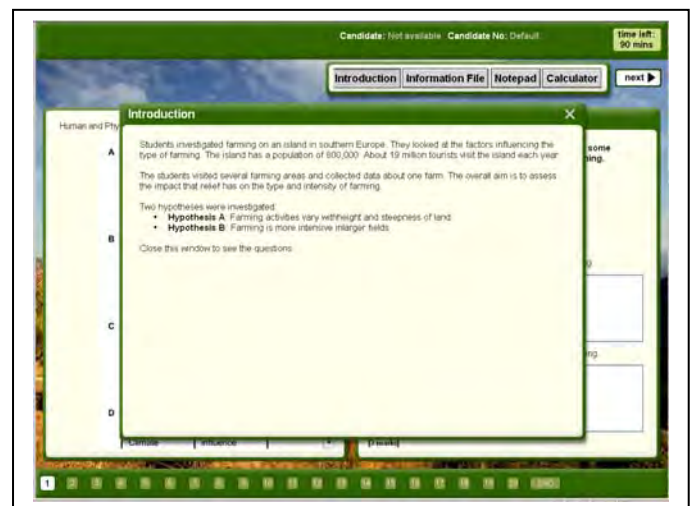 Candidate: Not available Candidate No: Default
time left:
90 mins
Introduction Information File Notepad Calculator next
Human and Phy
Introduction
Students investigated farming on an island in southern Europe. They looked at the factors influencing the
type of farming. The island has a population of 800,000. About 19 million tourists visit the island each year
The students visited several farming areas and collected data about one farm. The overall aim is to assess
the impact that relief has on the type and intensity of farming.
Two hypotheses were investigated:
• Hypothesis A: Farming activities vary withheight and steepness of land
• Hypothesis B: Farming is more intensive inlarger fields
Close this window to see the questions
A
some
ning.
B
g
C
ing
D
Climate influence
[3 marks]
1 2 3 4 5 6 7 8 9 10 11 12 13 14 15 16 17 18 19 20 END